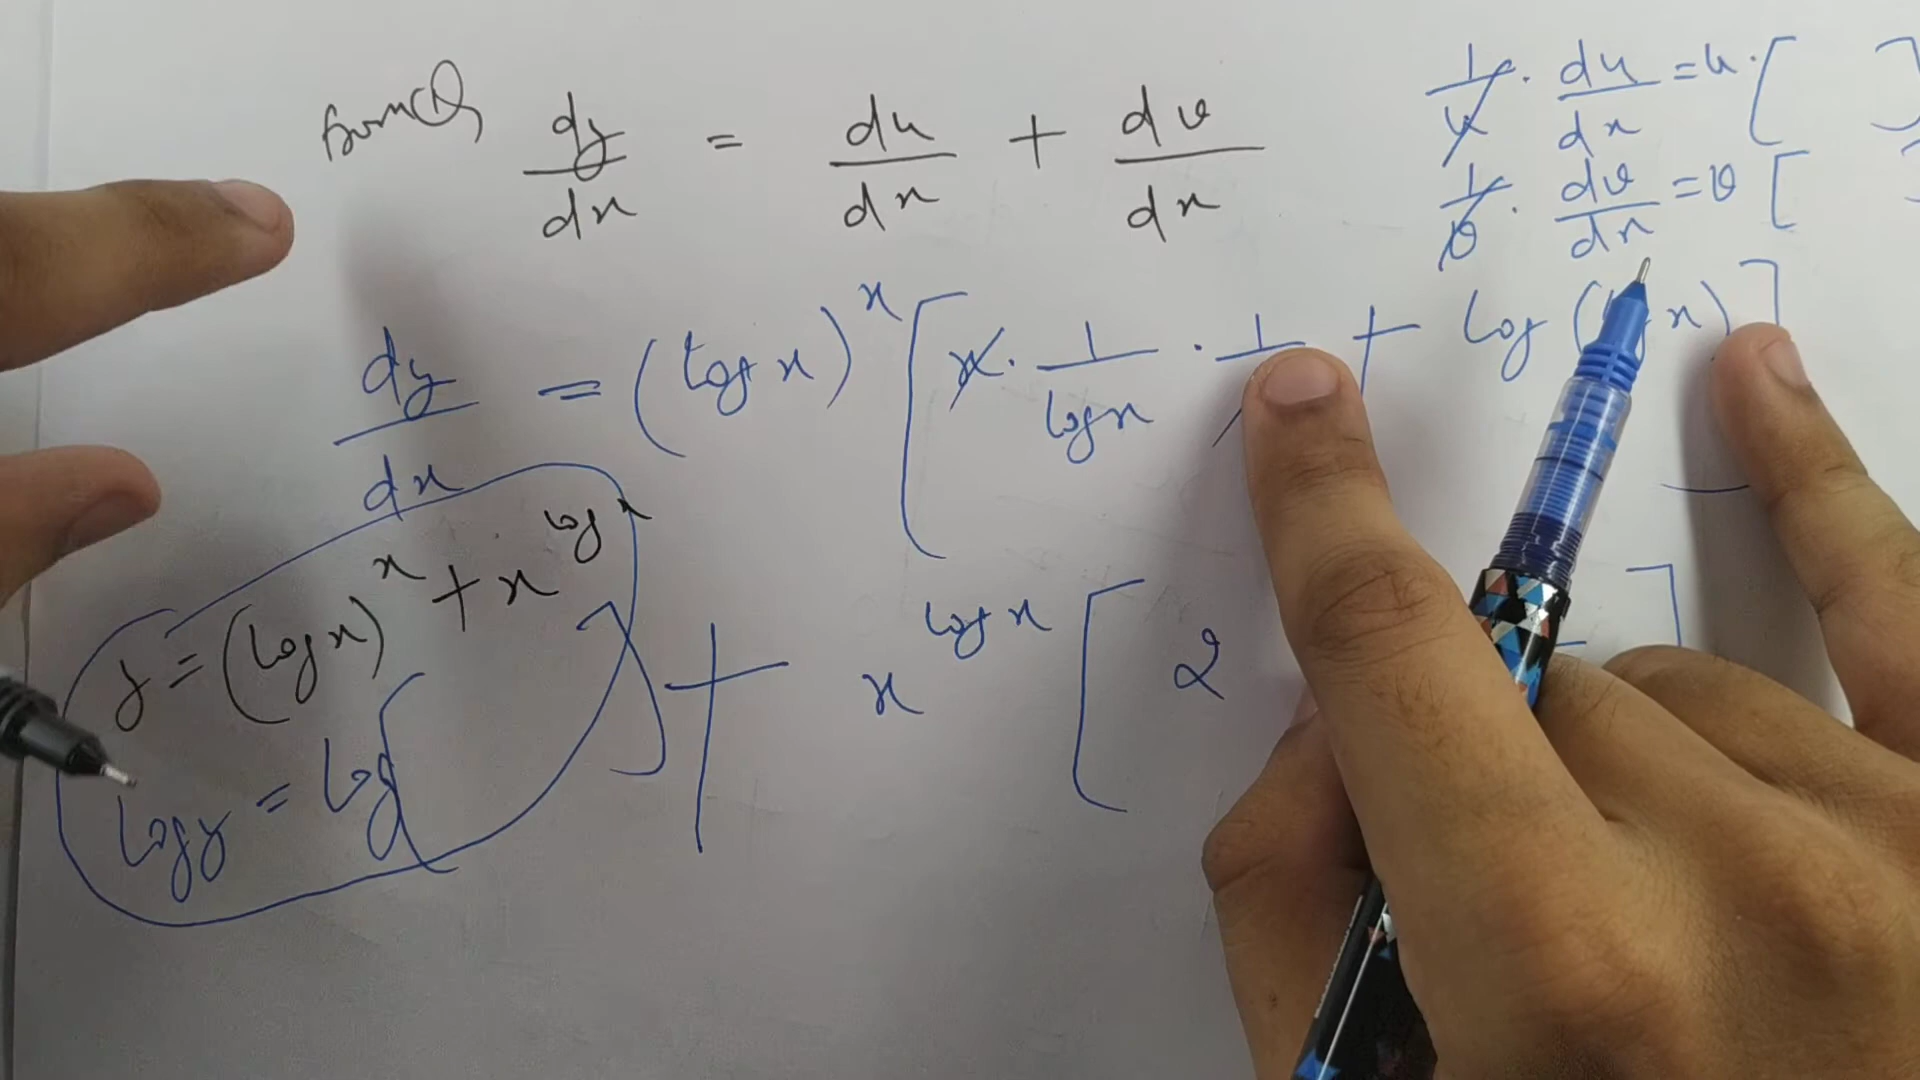 from (1) dy/dx = du/dx + dv/dx
1/u · du/dx = u · [ ]
1/v · dv/dx = v [ ]
dy/dx = (log x)^x [ x · 1/log x · 1/ + log (log x) ]
+ x^log x [ 2 ]
y = (log x)^x + x^log x
log y = log [ ]